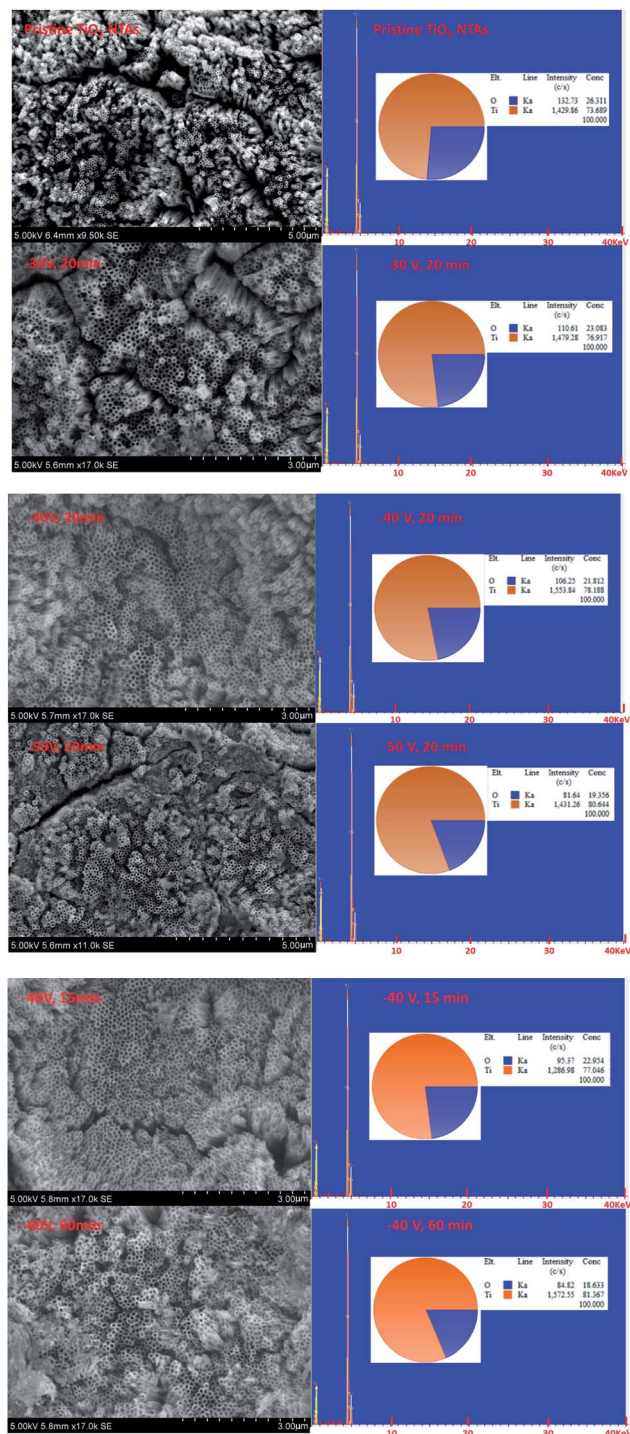 Pristine TiO2 NTAs
5.00kV 6.4mm x9.50k SE 5.00μm
Pristine TiO2 NTAs
Elt. Line Intensity Conc
(c/s)
O Ka 132.73 26.311
Ti Ka 1,429.86 73.689
100.000
10 20 30 40KeV
-30V, 20min
5.00kV 5.6mm x17.0k SE 3.00μm
-30 V, 20 min
Elt. Line Intensity Conc
(c/s)
O Ka 110.61 23.083
Ti Ka 1,479.28 76.917
100.000
10 20 30 40KeV
-40V, 20min
5.00kV 5.7mm x17.0k SE 3.00μm
-40 V, 20 min
Elt. Line Intensity Conc
(c/s)
O Ka 106.25 21.812
Ti Ka 1,553.84 78.188
100.000
10 20 30 40KeV
-50V, 20min
5.00kV 5.6mm x11.0k SE 5.00μm
-50 V, 20 min
Elt. Line Intensity Conc
(c/s)
O Ka 81.64 19.356
Ti Ka 1,431.26 80.644
100.000
10 20 30 40KeV
-40V, 15min
5.00kV 5.8mm x17.0k SE 3.00μm
-40 V, 15 min
Elt. Line Intensity Conc
(c/s)
O Ka 95.37 22.954
Ti Ka 1,286.98 77.046
100.000
10 20 30 40KeV
-40V, 60min
5.00kV 5.8mm x17.0k SE 3.00μm
-40 V, 60 min
Elt. Line Intensity Conc
(c/s)
O Ka 84.82 18.633
Ti Ka 1,572.55 81.367
100.000
10 20 30 40KeV